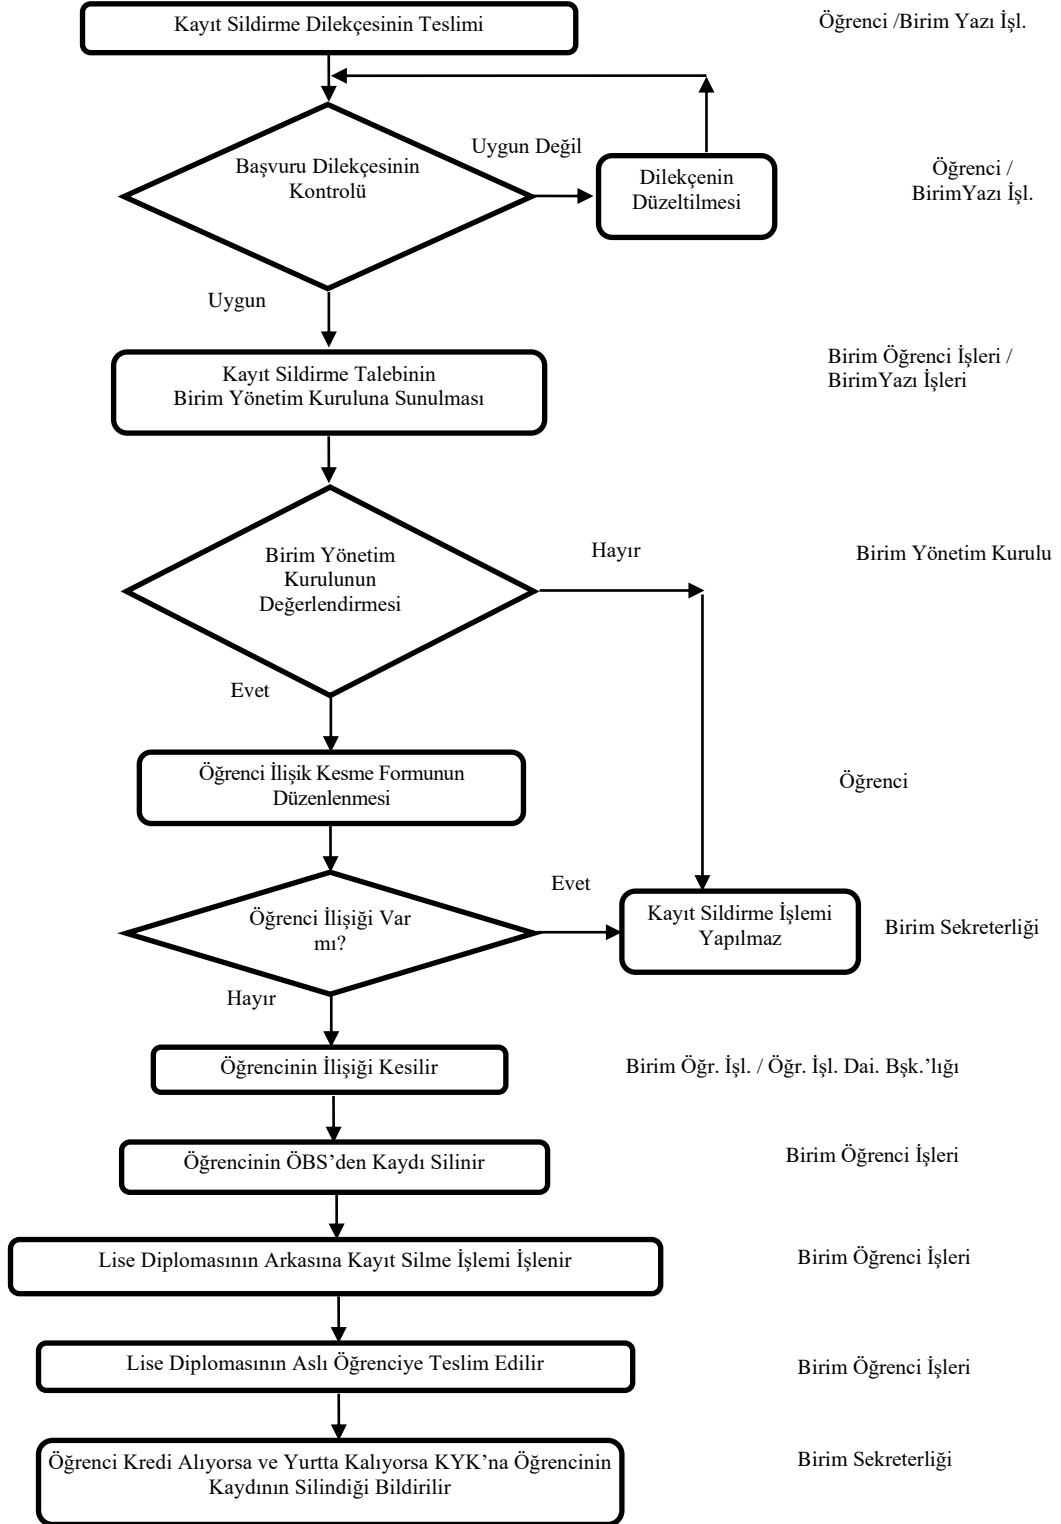 Kayıt Sildirme Dilekçesinin Teslimi
Öğrenci /Birim Yazı İşl.
Uygun Değil
Başvuru Dilekçesinin
Kontrolü
Dilekçenin
Düzeltilmesi
Öğrenci /
BirimYazı İşl.
Uygun
Kayıt Sildirme Talebinin
Birim Yönetim Kuruluna Sunulması
Birim Öğrenci İşleri /
BirimYazı İşleri
Birim Yönetim
Kurulunun
Değerlendirmesi
Hayır
Birim Yönetim Kurulu
Evet
Öğrenci İlişik Kesme Formunun
Düzenlenmesi
Öğrenci
Evet
Öğrenci İlişiği Var
mı?
Kayıt Sildirme İşlemi
Yapılmaz
Birim Sekreterliği
Hayır
Öğrencinin İlişiği Kesilir
Birim Öğr. İşl. / Öğr. İşl. Dai. Bşk.’lığı
Öğrencinin ÖBS’den Kaydı Silinir
Birim Öğrenci İşleri
Lise Diplomasının Arkasına Kayıt Silme İşlemi İşlenir
Birim Öğrenci İşleri
Lise Diplomasının Aslı Öğrenciye Teslim Edilir
Birim Öğrenci İşleri
Öğrenci Kredi Alıyorsa ve Yurtta Kalıyorsa KYK’na Öğrencinin
Kaydının Silindiği Bildirilir
Birim Sekreterliği